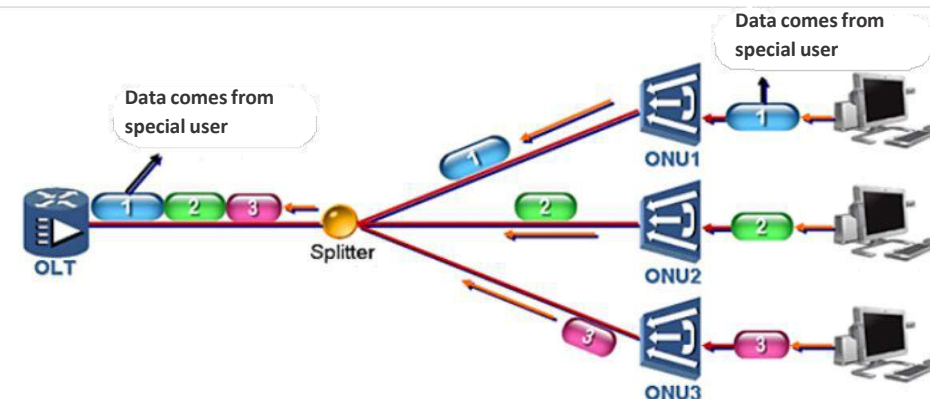 Data comes from
special user
Data comes from
special user
1
ONU1
1
1
2
3
2
2
OLT
Splitter
ONU2
3
3
ONU3